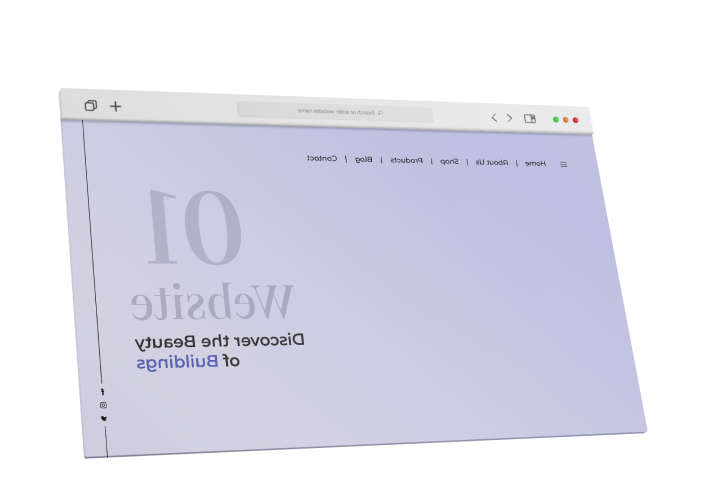 Search or enter website name
Home | About Us | Shop | Products | Blog | Contact
01
Website
Discover the Beauty
of Buildings